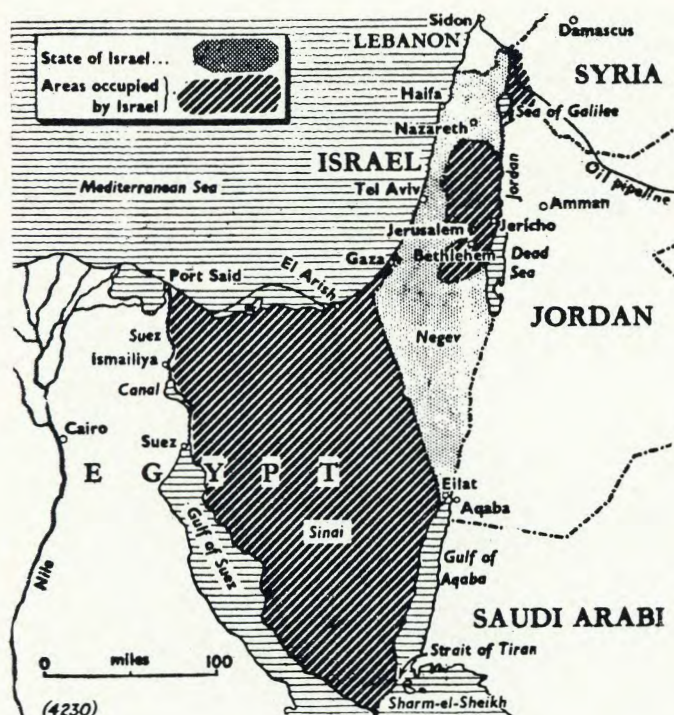 Sidon
Damascus
LEBANON
State of Israel...
SYRIA
Areas occupied
by Israel
Haifa
Sea of Galilee
Nazareth
ISRAEL
Mediterranean Sea
Tel Aviv
Jordan
Oil pipeline
Amman
Jerusalem
Jericho
Gaza
Bethlehem
Dead
Sea
Port Said
El Arish
JORDAN
Suez
Negev
Ismailiya
Canal
Cairo
Suez
EGYPT
Eilat
Aqaba
Sinai
Gulf of Suez
Gulf of
Aqaba
Nile
SAUDI ARABI
0 miles 100
Strait of Tiran
Sharm-el-Sheikh
(4230)